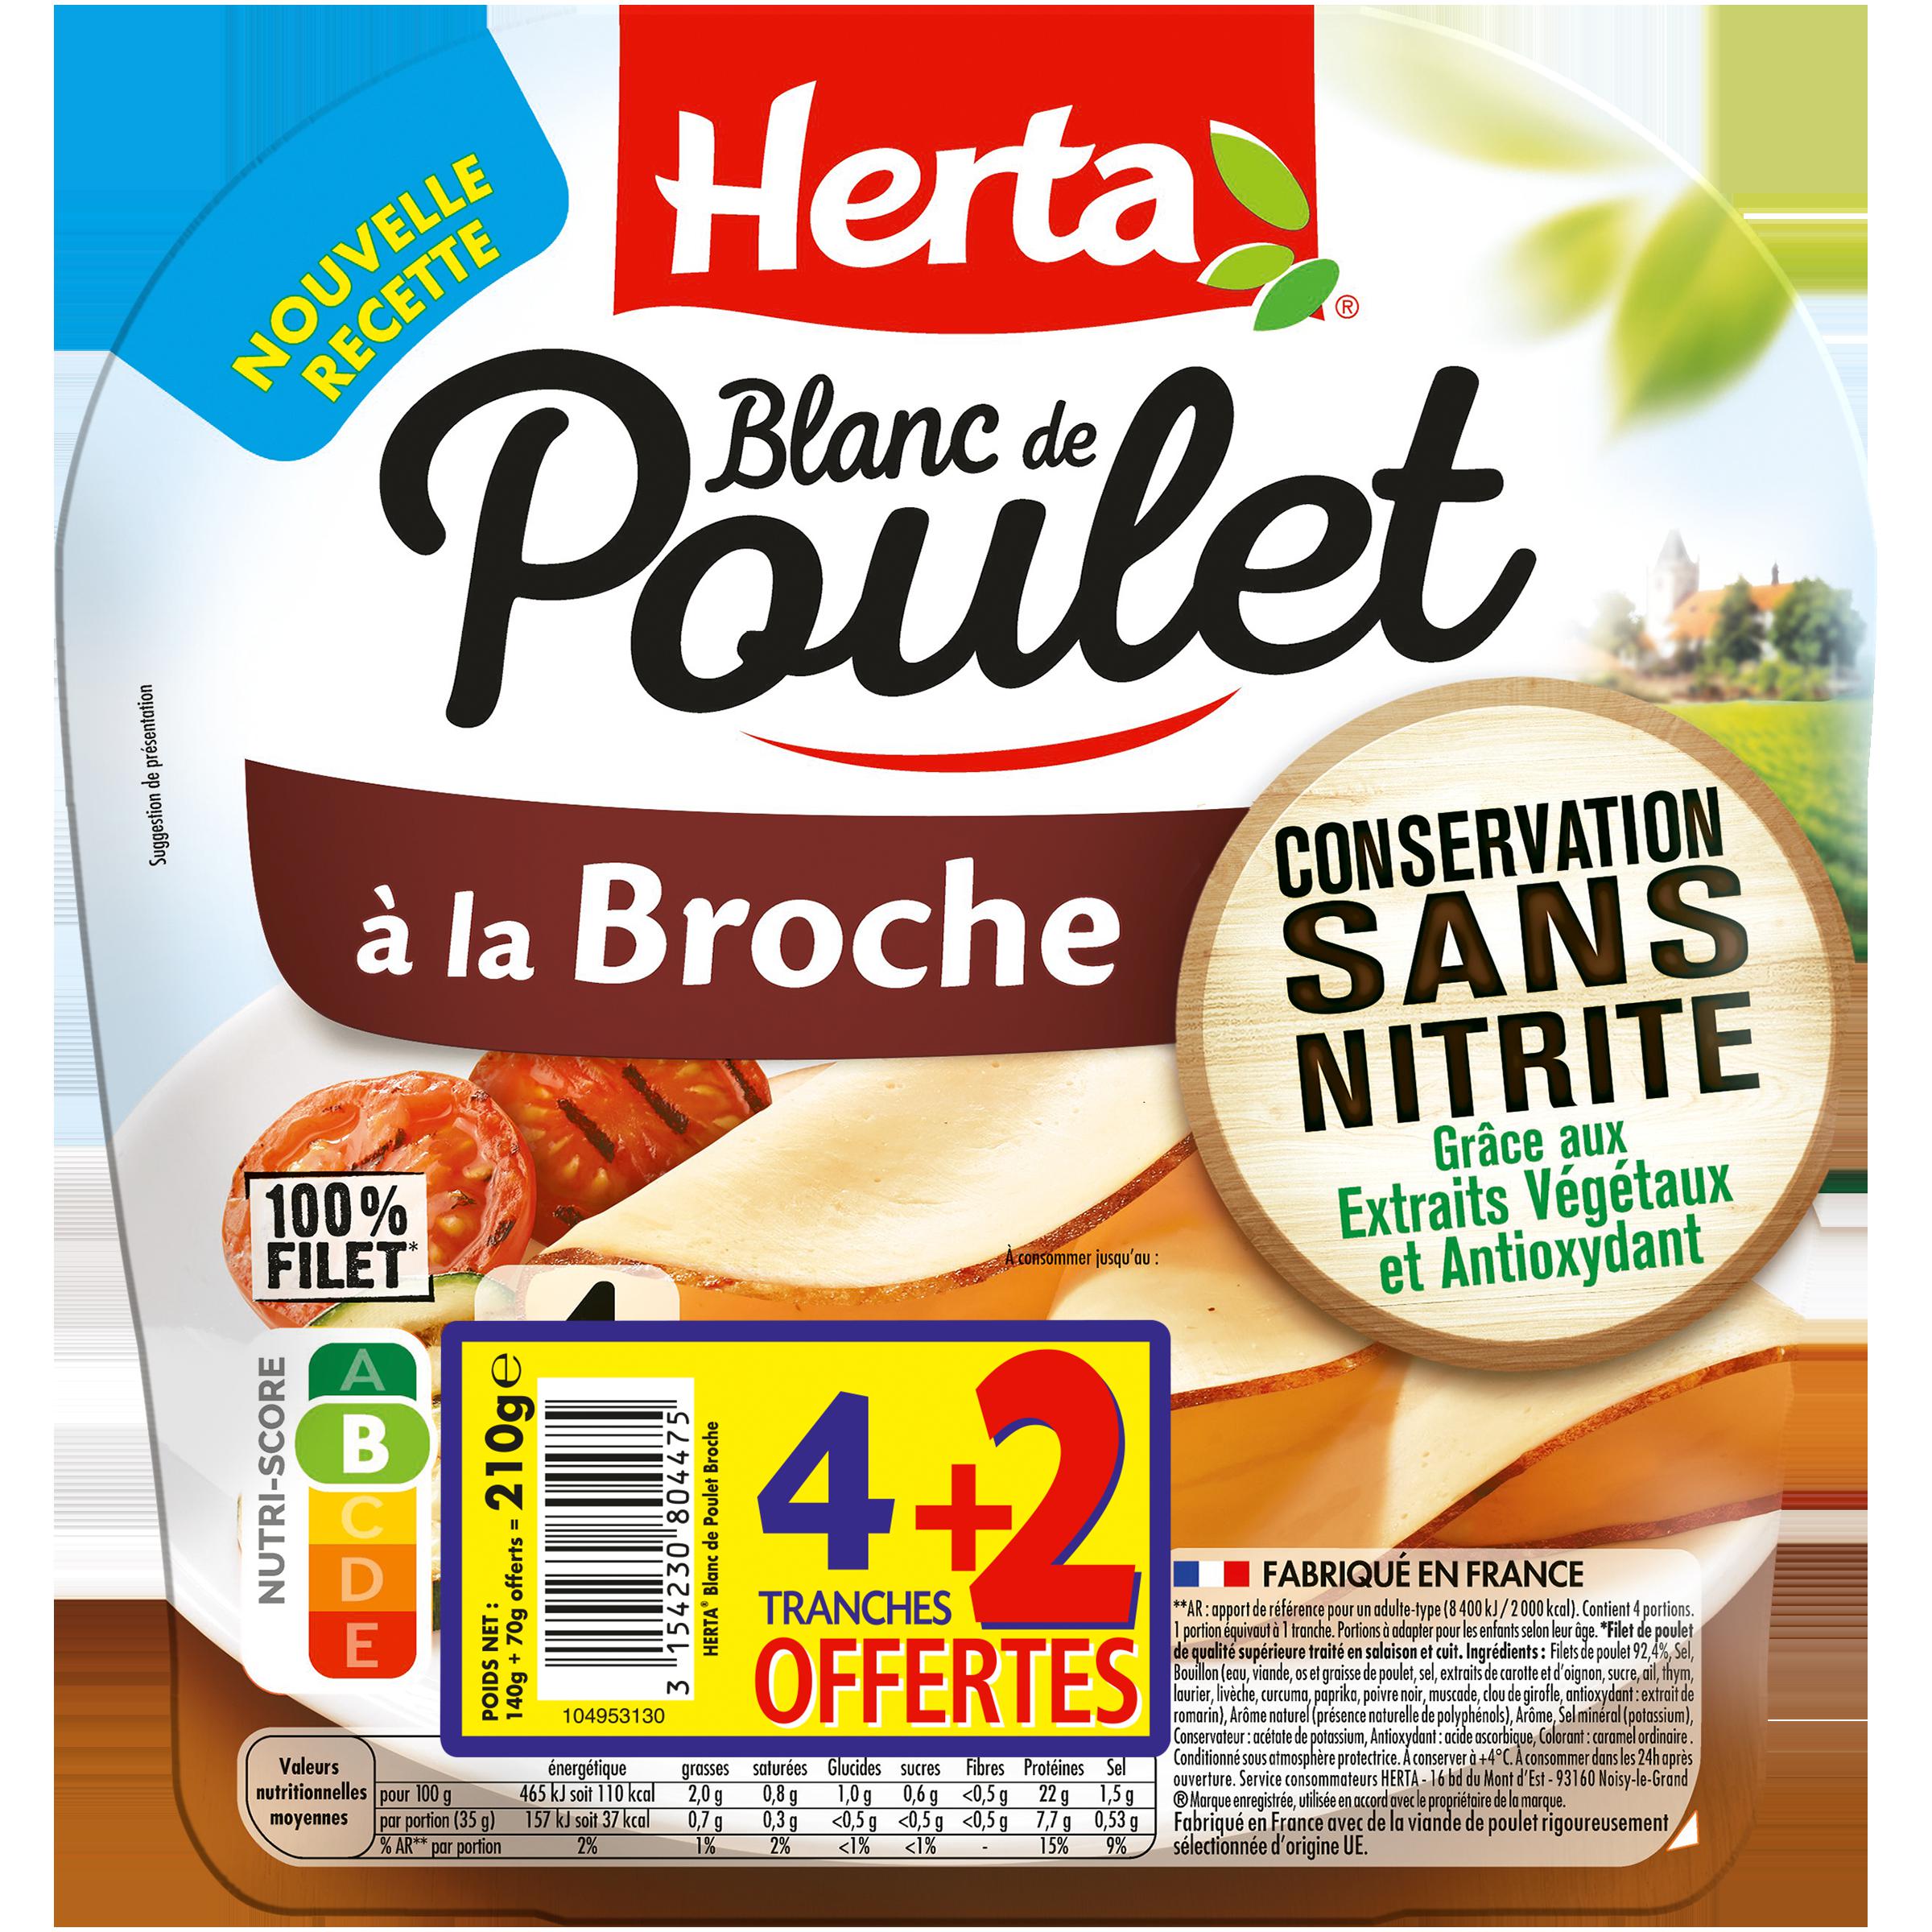 NOUVELLE
RECETTE
Herta
®
Blanc de
Poulet
à la Broche
Suggestion de présentation
CONSERVATION
SANS
NITRITE
Grâce aux
Extraits Végétaux
et Antioxydant
100%
FILET*
À consommer jusqu'au :
NUTRI-SCORE
A
B
C
D
E
POIDS NET :
140g + 70g offerts = 210g e
3 154230 804475
104953130
HERTA® Blanc de Poulet Broche
4+2
TRANCHES
OFFERTES
FABRIQUÉ EN FRANCE
**AR : apport de référence pour un adulte-type (8 400 kJ / 2 000 kcal). Contient 4 portions.
1 portion équivaut à 1 tranche. Portions à adapter pour les enfants selon leur âge. *Filet de poulet
de qualité supérieure traité en salaison et cuit. Ingrédients : Filets de poulet 92,4%, Sel,
Bouillon (eau, viande, os et graisse de poulet, sel, extraits de carotte et d'oignon, sucre, ail, thym,
laurier, livèche, curcuma, paprika, poivre noir, muscade, clou de girofle, antioxydant : extrait de
romarin), Arôme naturel (présence naturelle de polyphénols), Arôme, Sel minéral (potassium),
Conservateur : acétate de potassium, Antioxydant : acide ascorbique, Colorant : caramel ordinaire.
Conditionné sous atmosphère protectrice. À conserver à +4°C. À consommer dans les 24h après
ouverture. Service consommateurs HERTA - 16 bd du Mont d'Est - 93160 Noisy-le-Grand
® Marque enregistrée, utilisée en accord avec le propriétaire de la marque.
Fabriqué en France avec de la viande de poulet rigoureusement
sélectionnée d'origine UE.
Valeurs
nutritionnelles
moyennes
énergétique grasses saturées Glucides sucres Fibres Protéines Sel
pour 100 g 465 kJ soit 110 kcal 2,0 g 0,8 g 1,0 g 0,6 g <0,5 g 22 g 1,5 g
par portion (35 g) 157 kJ soit 37 kcal 0,7 g 0,3 g <0,5 g <0,5 g <0,5 g 7,7 g 0,53 g
% AR** par portion 2% 1% 2% <1% <1% - 15% 9%